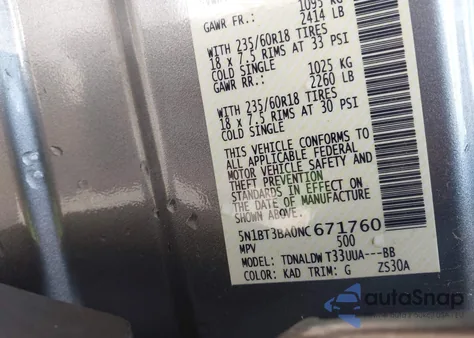 1095 KG
GAWR FR.: 2414 LB
WITH 235/60R18 TIRES
18 x 7.5 RIMS AT 33 PSI
COLD SINGLE
1025 KG
GAWR RR.: 2260 LB
WITH 235/60R18 TIRES
18 x 7.5 RIMS AT 30 PSI
COLD SINGLE
THIS VEHICLE CONFORMS TO
ALL APPLICABLE FEDERAL
MOTOR VEHICLE SAFETY AND
THEFT PREVENTION
STANDARDS IN EFFECT ON
THE DATE OF MANUFACTURE
SHOWN ABOVE.
5N1BT3BA0NC671760
MPV 500
MODEL: TDNALDWT33UUA---BB
COLOR: KAD TRIM: G ZS30A
autoSnap